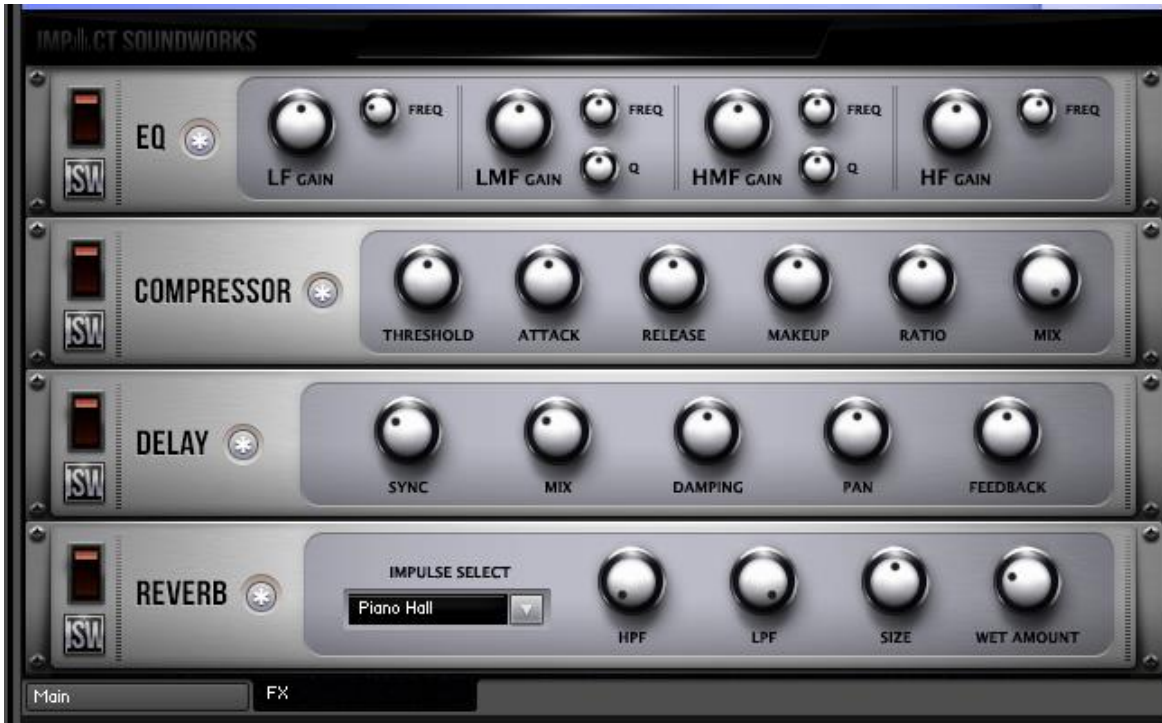 IMPACT SOUNDWORKS
EQ
ISW
LF GAIN
FREQ
LMF GAIN
FREQ
Q
HMF GAIN
FREQ
Q
HF GAIN
FREQ
COMPRESSOR
ISW
THRESHOLD
ATTACK
RELEASE
MAKEUP
RATIO
MIX
DELAY
ISW
SYNC
MIX
DAMPING
PAN
FEEDBACK
REVERB
ISW
IMPULSE SELECT
Piano Hall
HPF
LPF
SIZE
WET AMOUNT
Main
FX